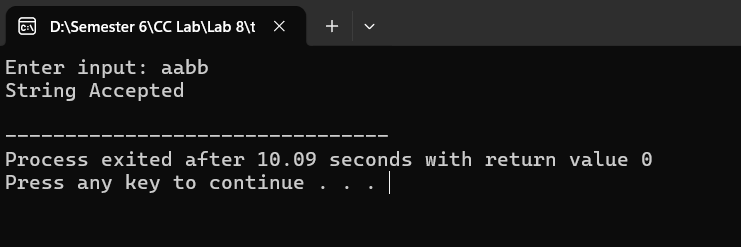 D:\Semester 6\CC Lab\Lab 8\t
Enter input: aabb
String Accepted
--------------------------------
Process exited after 10.09 seconds with return value 0
Press any key to continue . . .